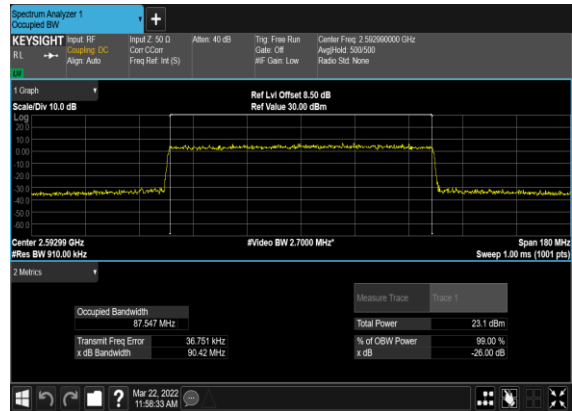 Spectrum Analyzer 1
Occupied BW
+
KEYSIGHT Input: RF Input Z: 50 Ω Atten: 40 dB Trig: Free Run Center Freq: 2.592990000 GHz
RL Coupling: DC Corr CCorr Gate: Off Avg|Hold: 500/500
Align: Auto Freq Ref: Int (S) #IF Gain: Low Radio Std: None
1 Graph Ref Lvl Offset 8.50 dB
Scale/Div 10.0 dB Ref Value 30.00 dBm
Log
20.0
10.0
0.00
-10.0
-20.0
-30.0
-40.0
-50.0
-60.0
Center 2.59299 GHz #Video BW 2.7000 MHz* Span 180 MHz
#Res BW 910.00 kHz Sweep 1.00 ms (1001 pts)
2 Metrics
Measure Trace Trace 1
Occupied Bandwidth
87.547 MHz Total Power 23.1 dBm
Transmit Freq Error 36.751 kHz % of OBW Power 99.00 %
x dB Bandwidth 90.42 MHz x dB -26.00 dB
? Mar 22, 2022
11:58:33 AM